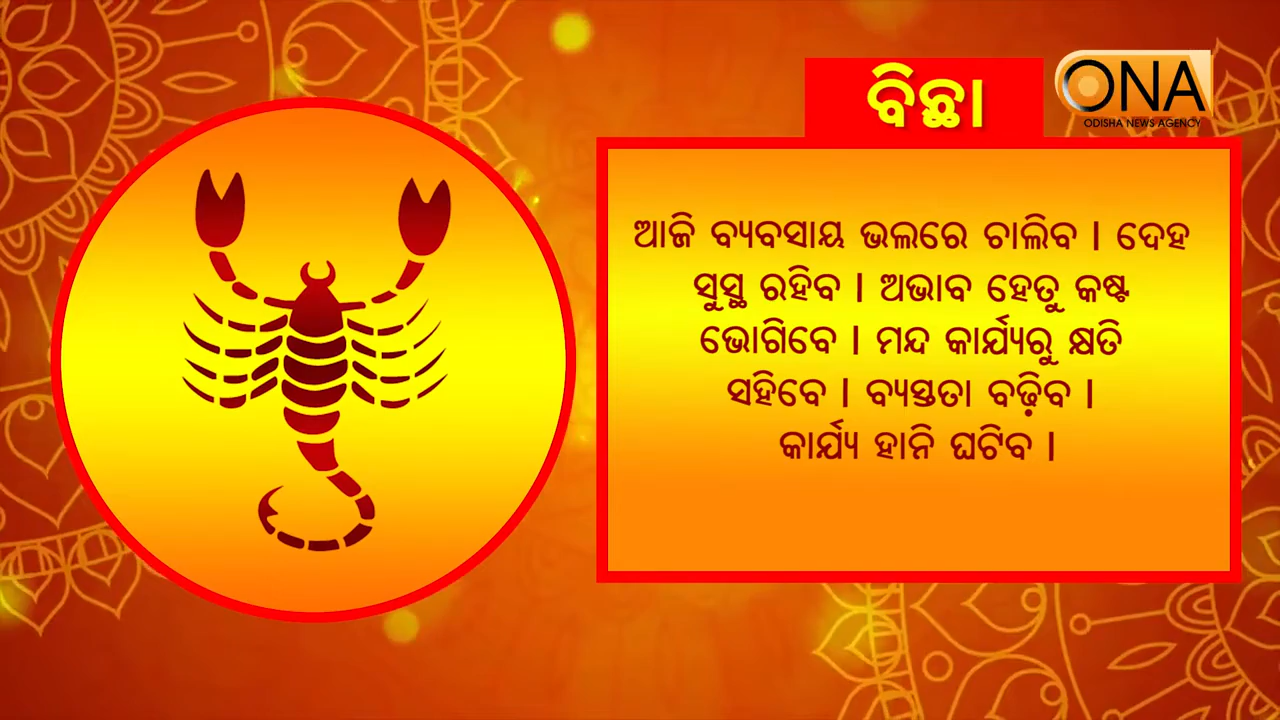 ବିଛା
ONA
ODISHA NEWS AGENCY
ଆଜି ବ୍ୟବସାୟ ଭଲରେ ଚାଲିବ | ଦେହ
ସୁସ୍ଥ ରହିବ | ଅଭାବ ହେତୁ କଷ୍ଟ
ଭୋଗିବେ | ମନ୍ଦ କାର୍ଯ୍ୟରୁ କ୍ଷତି
ସହିବେ | ବ୍ୟସ୍ତତା ବଢ଼ିବ |
କାର୍ଯ୍ୟ ହାନି ଘଟିବ |